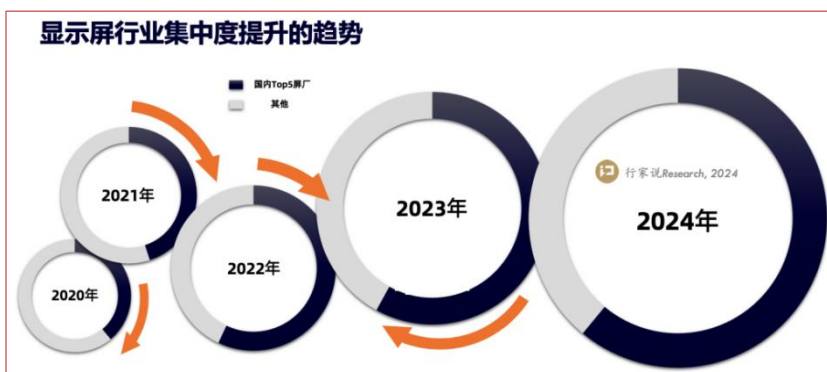 显示屏行业集中度提升的趋势
国内Top5屏厂
其他
2021年
2020年
2022年
2023年
行家说Research, 2024
2024年